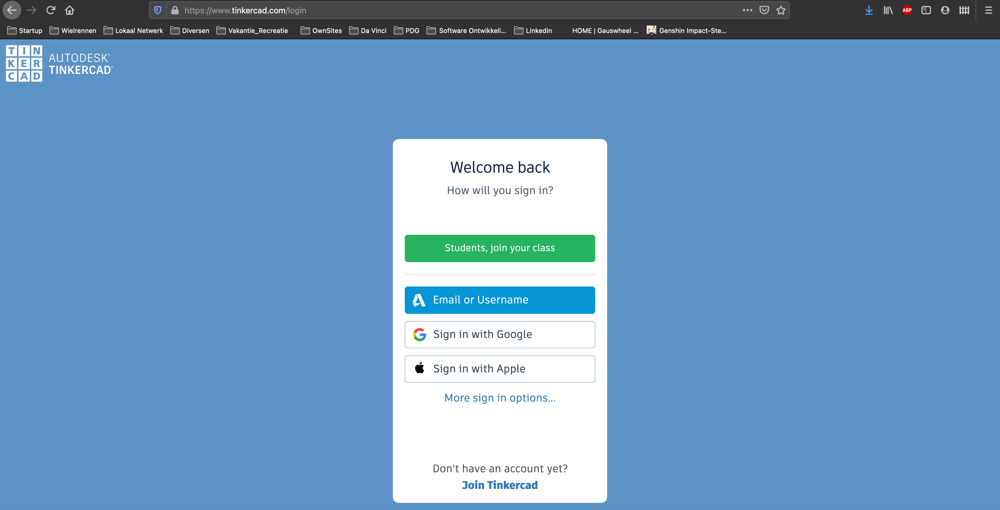 https://www.tinkercad.com/login
ABP
Startup Wielrennen Lokaal Netwerk Diversen Vakantie_Recreatie OwnSites Da Vinci PDG Software Ontwikkeli... LinkedIn HOME | Gauswheel ... Genshin Impact-Ste...
TIN
KER
CAD
AUTODESK®
TINKERCAD®
Welcome back
How will you sign in?
Students, join your class
Email or Username
Sign in with Google
Sign in with Apple
More sign in options...
Don't have an account yet?
Join Tinkercad